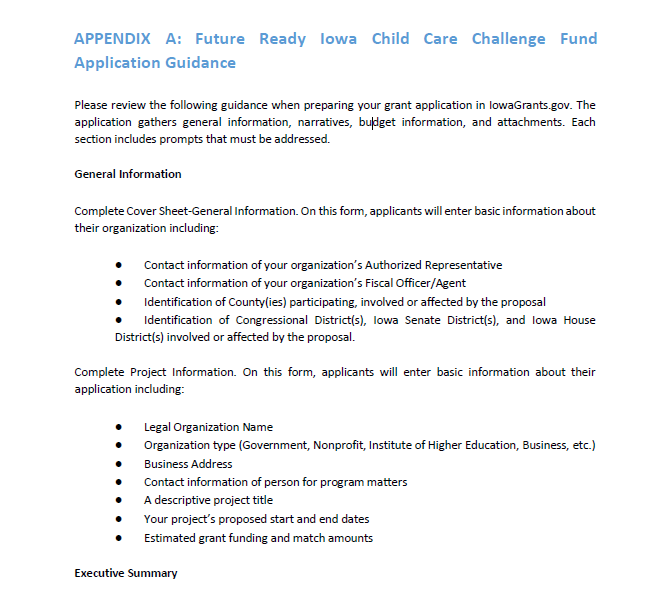 APPENDIX A: Future Ready Iowa Child Care Challenge Fund
Application Guidance
Please review the following guidance when preparing your grant application in IowaGrants.gov. The
application gathers general information, narratives, budget information, and attachments. Each
section includes prompts that must be addressed.
General Information
Complete Cover Sheet-General Information. On this form, applicants will enter basic information about
their organization including:
● Contact information of your organization's Authorized Representative
● Contact information of your organization's Fiscal Officer/Agent
● Identification of County(ies) participating, involved or affected by the proposal
● Identification of Congressional District(s), Iowa Senate District(s), and Iowa House
District(s) involved or affected by the proposal.
Complete Project Information. On this form, applicants will enter basic information about their
application including:
● Legal Organization Name
● Organization type (Government, Nonprofit, Institute of Higher Education, Business, etc.)
● Business Address
● Contact information of person for program matters
● A descriptive project title
● Your project's proposed start and end dates
● Estimated grant funding and match amounts
Executive Summary